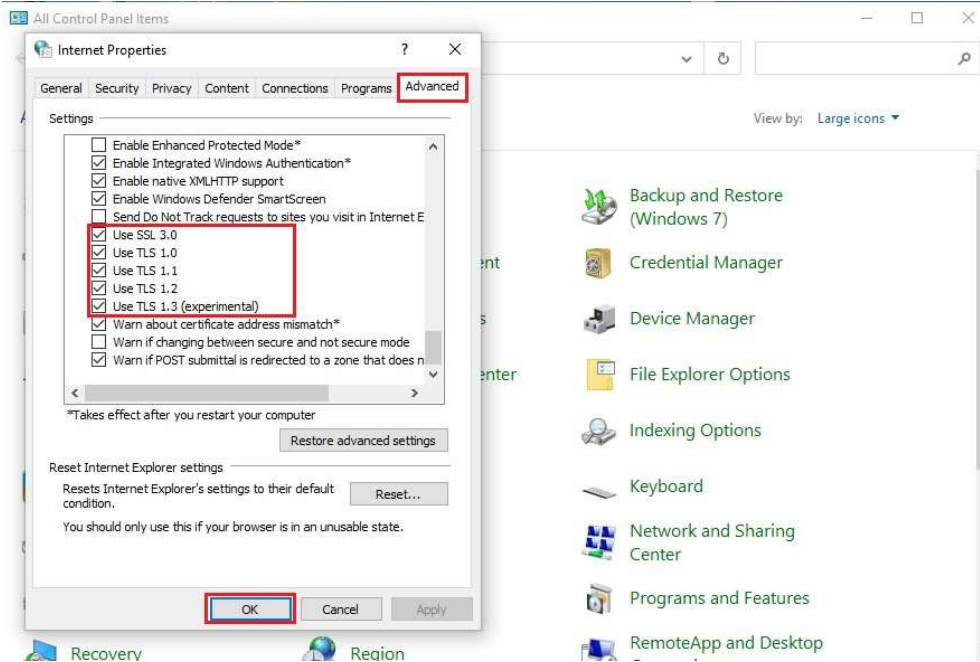 All Control Panel Items
Internet Properties
?
General Security Privacy Content Connections Programs Advanced
Settings
Enable Enhanced Protected Mode*
Enable Integrated Windows Authentication*
Enable native XMLHTTP support
Enable Windows Defender SmartScreen
Send Do Not Track requests to sites you visit in Internet E
Use SSL 3.0
Use TLS 1.0
Use TLS 1.1
Use TLS 1.2
Use TLS 1.3 (experimental)
Warn about certificate address mismatch*
Warn if changing between secure and not secure mode
Warn if POST submittal is redirected to a zone that does n
*Takes effect after you restart your computer
Restore advanced settings
Reset Internet Explorer settings
Resets Internet Explorer's settings to their default
condition.
Reset...
You should only use this if your browser is in an unusable state.
OK Cancel Apply
View by: Large icons
ent
s
enter
Backup and Restore
(Windows 7)
Credential Manager
Device Manager
File Explorer Options
Indexing Options
Keyboard
Network and Sharing
Center
Programs and Features
RemoteApp and Desktop
Recovery
Region